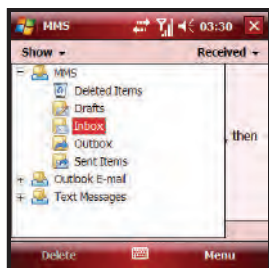 MMS 03:30
Show Received
MMS
Deleted Items
Drafts
Inbox
, then
Outbox
Sent Items
Outlook E-mail
Text Messages
Delete Menu